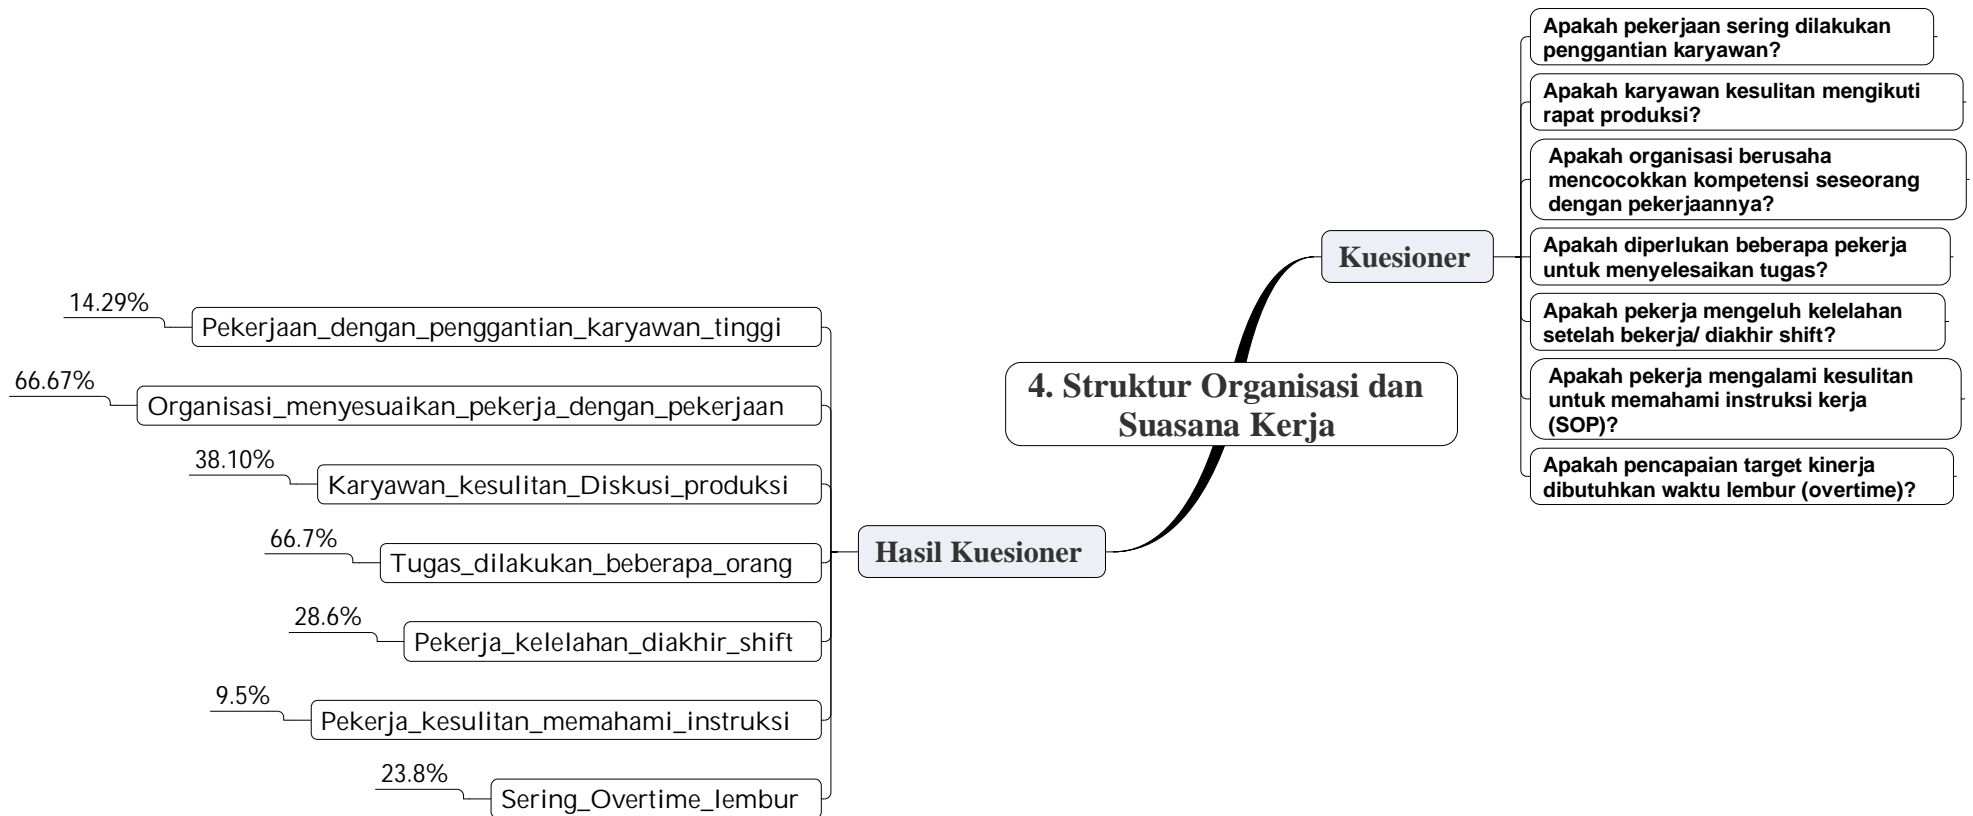 4. Struktur Organisasi dan
Suasana Kerja
Kuesioner
Apakah pekerjaan sering dilakukan
penggantian karyawan?
Apakah karyawan kesulitan mengikuti
rapat produksi?
Apakah organisasi berusaha
mencocokkan kompetensi seseorang
dengan pekerjaannya?
Apakah diperlukan beberapa pekerja
untuk menyelesaikan tugas?
Apakah pekerja mengeluh kelelahan
setelah bekerja/ diakhir shift?
Apakah pekerja mengalami kesulitan
untuk memahami instruksi kerja
(SOP)?
Apakah pencapaian target kinerja
dibutuhkan waktu lembur (overtime)?
Hasil Kuesioner
14.29%
Pekerjaan_dengan_penggantian_karyawan_tinggi
66.67%
Organisasi_menyesuaikan_pekerja_dengan_pekerjaan
38.10%
Karyawan_kesulitan_Diskusi_produksi
66.7%
Tugas_dilakukan_beberapa_orang
28.6%
Pekerja_kelelahan_diakhir_shift
9.5%
Pekerja_kesulitan_memahami_instruksi
23.8%
Sering_Overtime_lembur